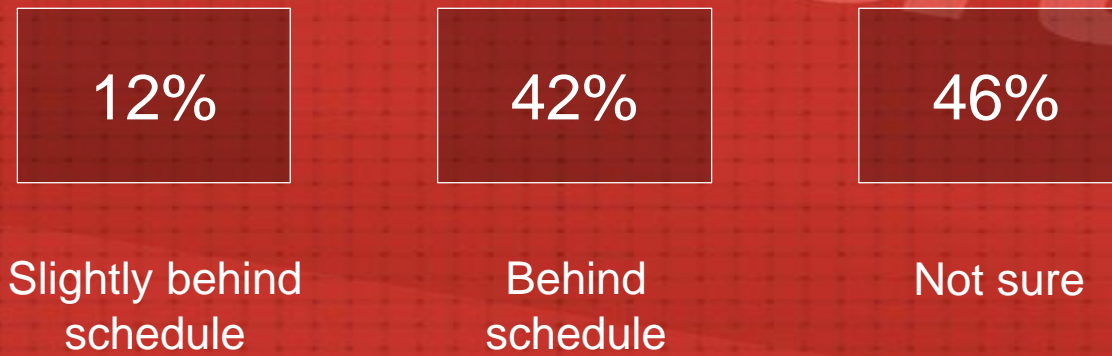 12%
42%
46%
Slightly behind
schedule
Behind
schedule
Not sure